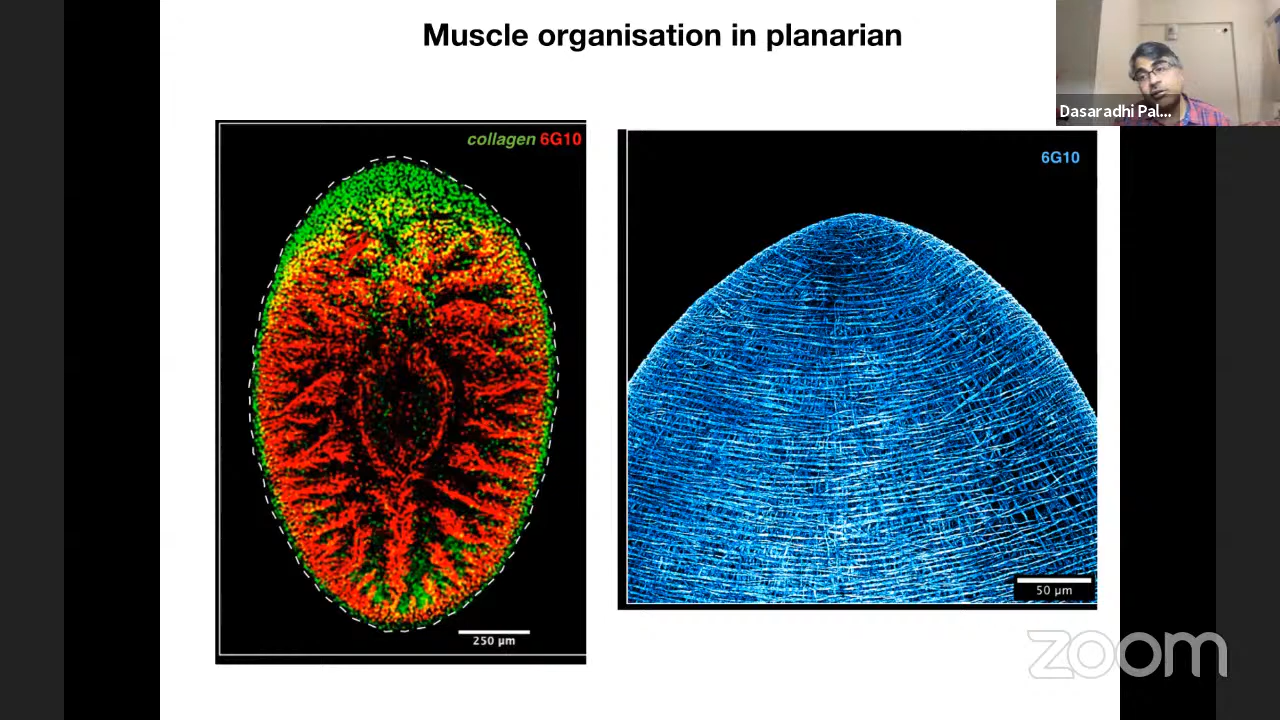 Muscle organisation in planarian
Dasaradhi Pal...
collagen 6G10
6G10
250 µm
50 µm
zoom